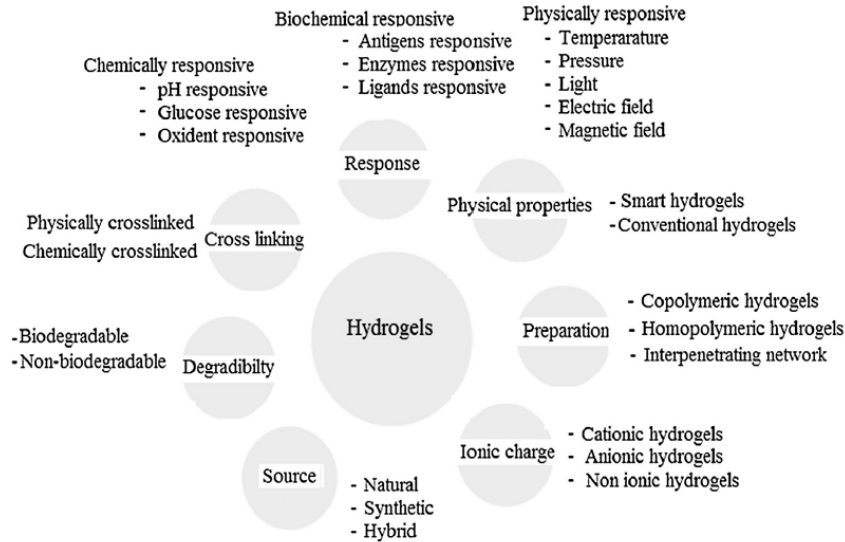 Biochemical responsive
- Antigens responsive
- Enzymes responsive
- Ligands responsive
Physically responsive
- Temperarature
- Pressure
- Light
- Electric field
- Magnetic field
Chemically responsive
- pH responsive
- Glucose responsive
- Oxident responsive
Response
Physical properties
- Smart hydrogels
-Conventional hydrogels
Physically crosslinked
Chemically crosslinked
Cross linking
Hydrogels
Preparation
- Copolymeric hydrogels
- Homopolymeric hydrogels
- Interpenetrating network
-Biodegradable
-Non-biodegradable
Degradibilty
Ionic charge
- Cationic hydrogels
- Anionic hydrogels
- Non ionic hydrogels
Source
- Natural
- Synthetic
- Hybrid